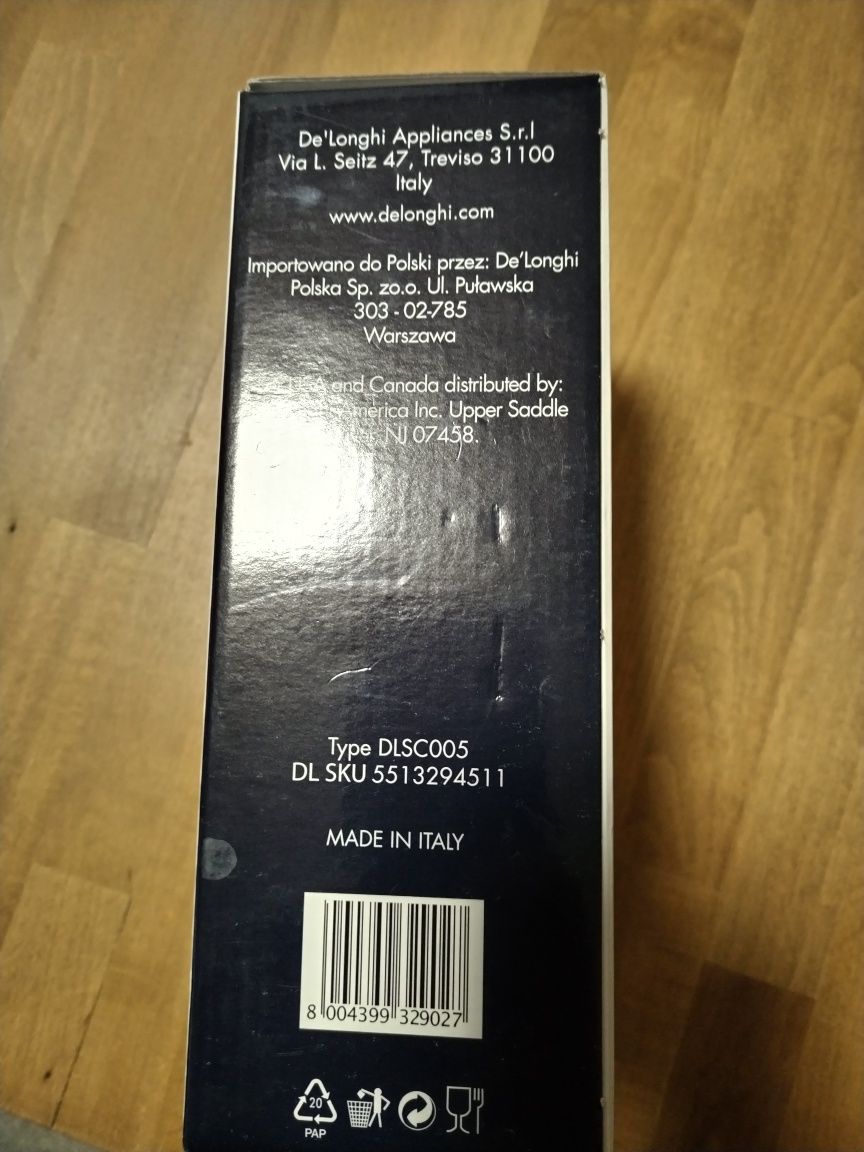 De'Longhi Appliances S.r.l
Via L. Seitz 47, Treviso 31100
Italy
www.delonghi.com
Importowano do Polski przez: De'Longhi
Polska Sp. zo.o. Ul. Puławska
303 - 02-785
Warszawa
USA and Canada distributed by:
America Inc. Upper Saddle
NJ 07458.
Type DLSC005
DL SKU 5513294511
MADE IN ITALY
8 004399 329027
20
PAP